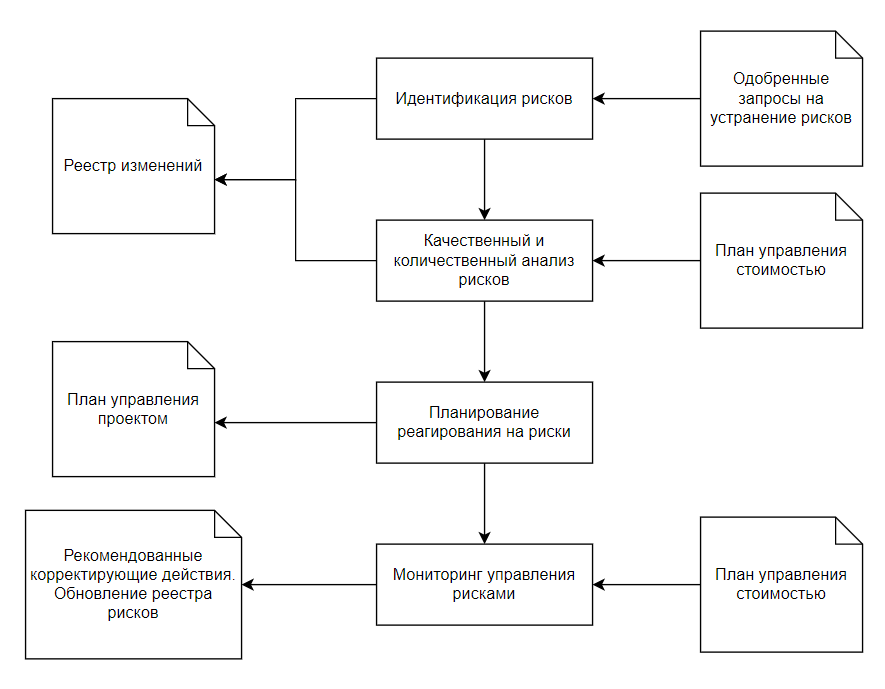 Идентификация рисков
Одобренные
запросы на
устранение рисков
Реестр изменений
Качественный и
количественный анализ
рисков
План управления
стоимостью
План управления
проектом
Планирование
реагирования на риски
Рекомендованные
корректирующие действия.
Обновление реестра
рисков
Мониторинг управления
рисками
План управления
стоимостью